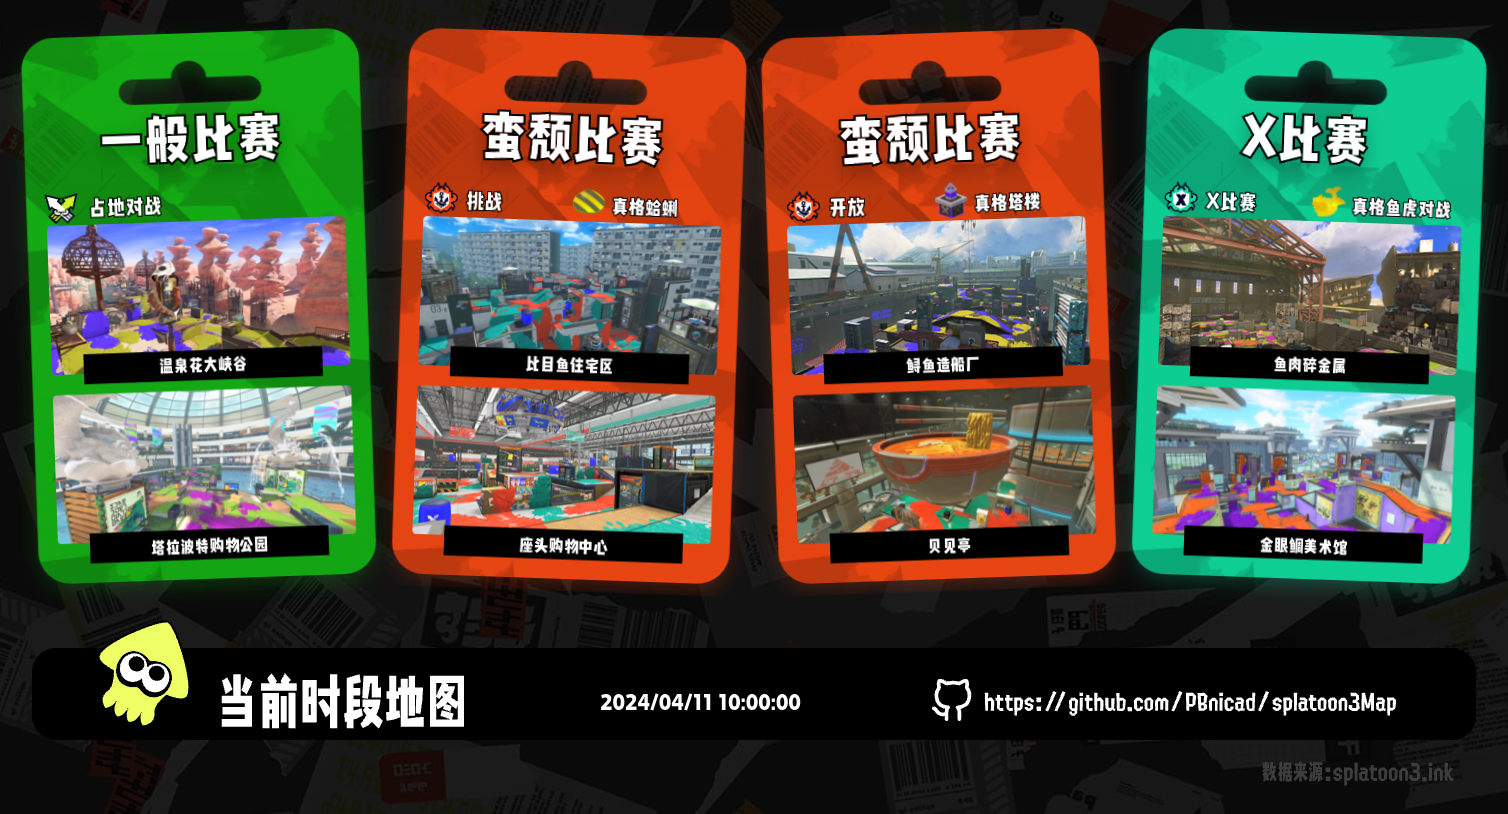 一般比赛
占地对战
温泉花大峡谷
塔拉波特购物公园
蛮颓比赛
挑战
真格蛤蜊
比目鱼住宅区
座头购物中心
蛮颓比赛
开放
真格塔楼
鲟鱼造船厂
贝贝亭
X比赛
X比赛
真格鱼虎对战
鱼肉碎金属
金眼鲷美术馆
当前时段地图
2024/04/11 10:00:00
https://github.com/PBnicad/splatoon3Map
数据来源:splatoon3.ink